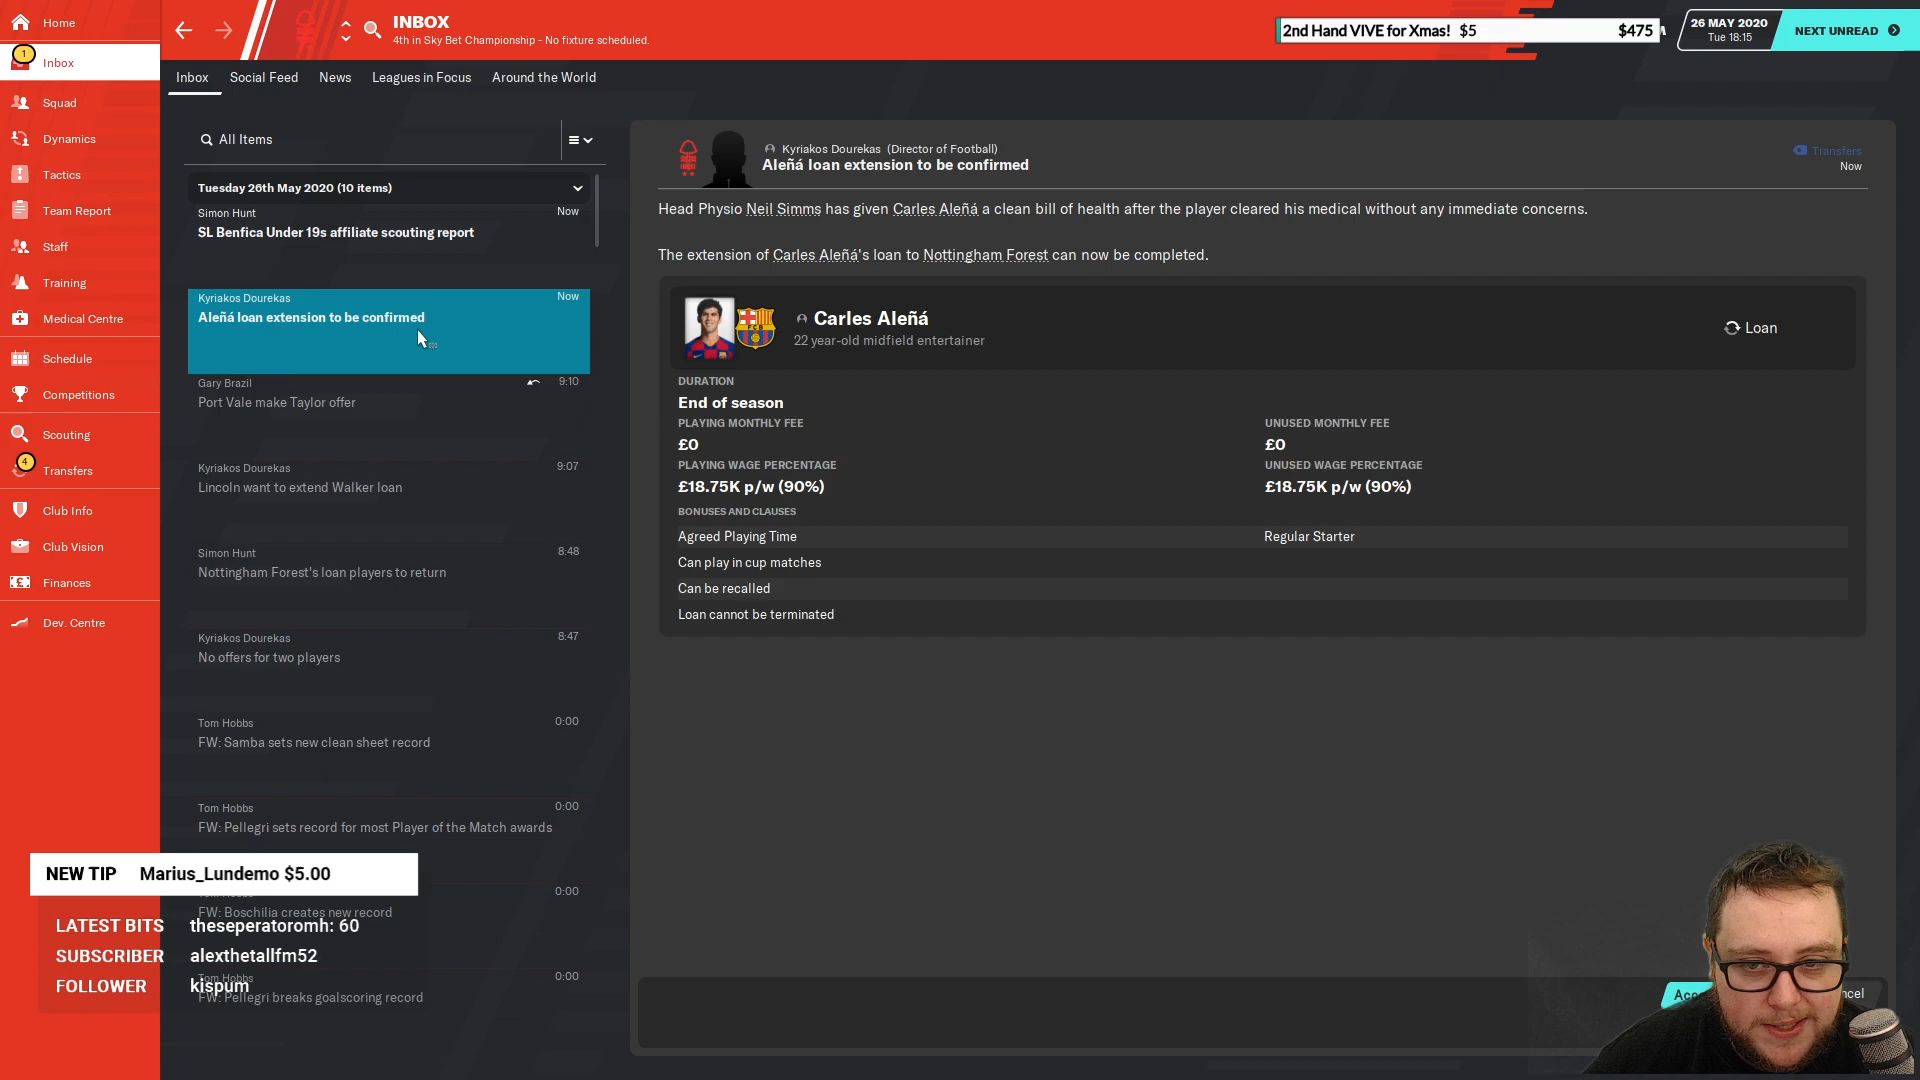 Home
1
Inbox
Squad
Dynamics
Tactics
Team Report
Staff
Training
Medical Centre
Schedule
Competitions
Scouting
4
Transfers
Club Info
Club Vision
Finances
Dev. Centre
INBOX
4th in Sky Bet Championship - No fixture scheduled.
2nd Hand VIVE for Xmas! $5 $475
26 MAY 2020
Tue 18:15
NEXT UNREAD
Inbox Social Feed News Leagues in Focus Around the World
All Items
Tuesday 26th May 2020 (10 items)
Simon Hunt Now
SL Benfica Under 19s affiliate scouting report
Kyriakos Dourekas Now
Aleñá loan extension to be confirmed
Gary Brazil 9:10
Port Vale make Taylor offer
Kyriakos Dourekas 9:07
Lincoln want to extend Walker loan
Simon Hunt 8:48
Nottingham Forest's loan players to return
Kyriakos Dourekas 8:47
No offers for two players
Tom Hobbs 0:00
FW: Samba sets new clean sheet record
Tom Hobbs 0:00
FW: Pellegri sets record for most Player of the Match awards
0:00
FW: Boschilia creates new record
Tom Hobbs 0:00
FW: Pellegri breaks goalscoring record
NEW TIP Marius_Lundemo $5.00
LATEST BITS theseperatoromh: 60
SUBSCRIBER alexthetallfm52
FOLLOWER kispum
Kyriakos Dourekas (Director of Football)
Aleñá loan extension to be confirmed
Transfers
Now
Head Physio Neil Simms has given Carles Aleñá a clean bill of health after the player cleared his medical without any immediate concerns.
The extension of Carles Aleñá's loan to Nottingham Forest can now be completed.
FCB
Carles Aleñá
22 year-old midfield entertainer
Loan
DURATION
End of season
PLAYING MONTHLY FEE UNUSED MONTHLY FEE
£0 £0
PLAYING WAGE PERCENTAGE UNUSED WAGE PERCENTAGE
£18.75K p/w (90%) £18.75K p/w (90%)
BONUSES AND CLAUSES
Agreed Playing Time Regular Starter
Can play in cup matches
Can be recalled
Loan cannot be terminated